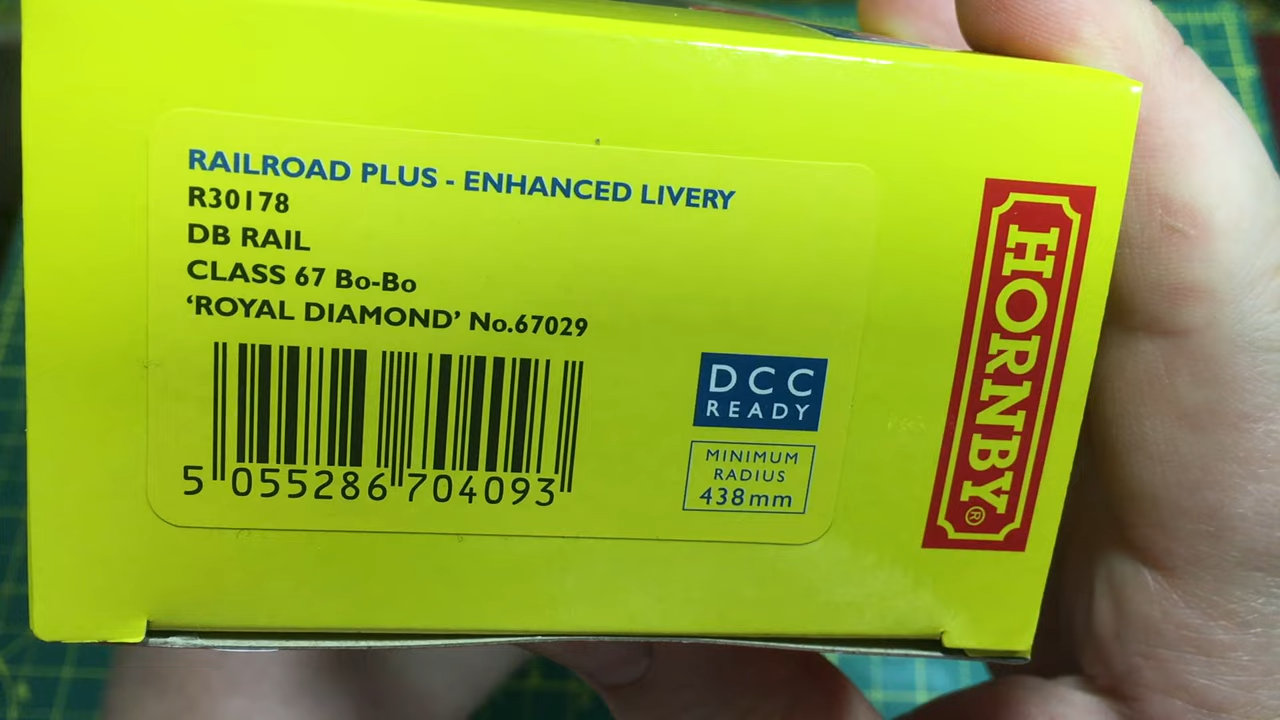 RAILROAD PLUS - ENHANCED LIVERY
R30178
DB RAIL
CLASS 67 Bo-Bo
‘ROYAL DIAMOND’ No.67029
5 055286 704093
DCC
READY
MINIMUM
RADIUS
438mm
HORNBY®